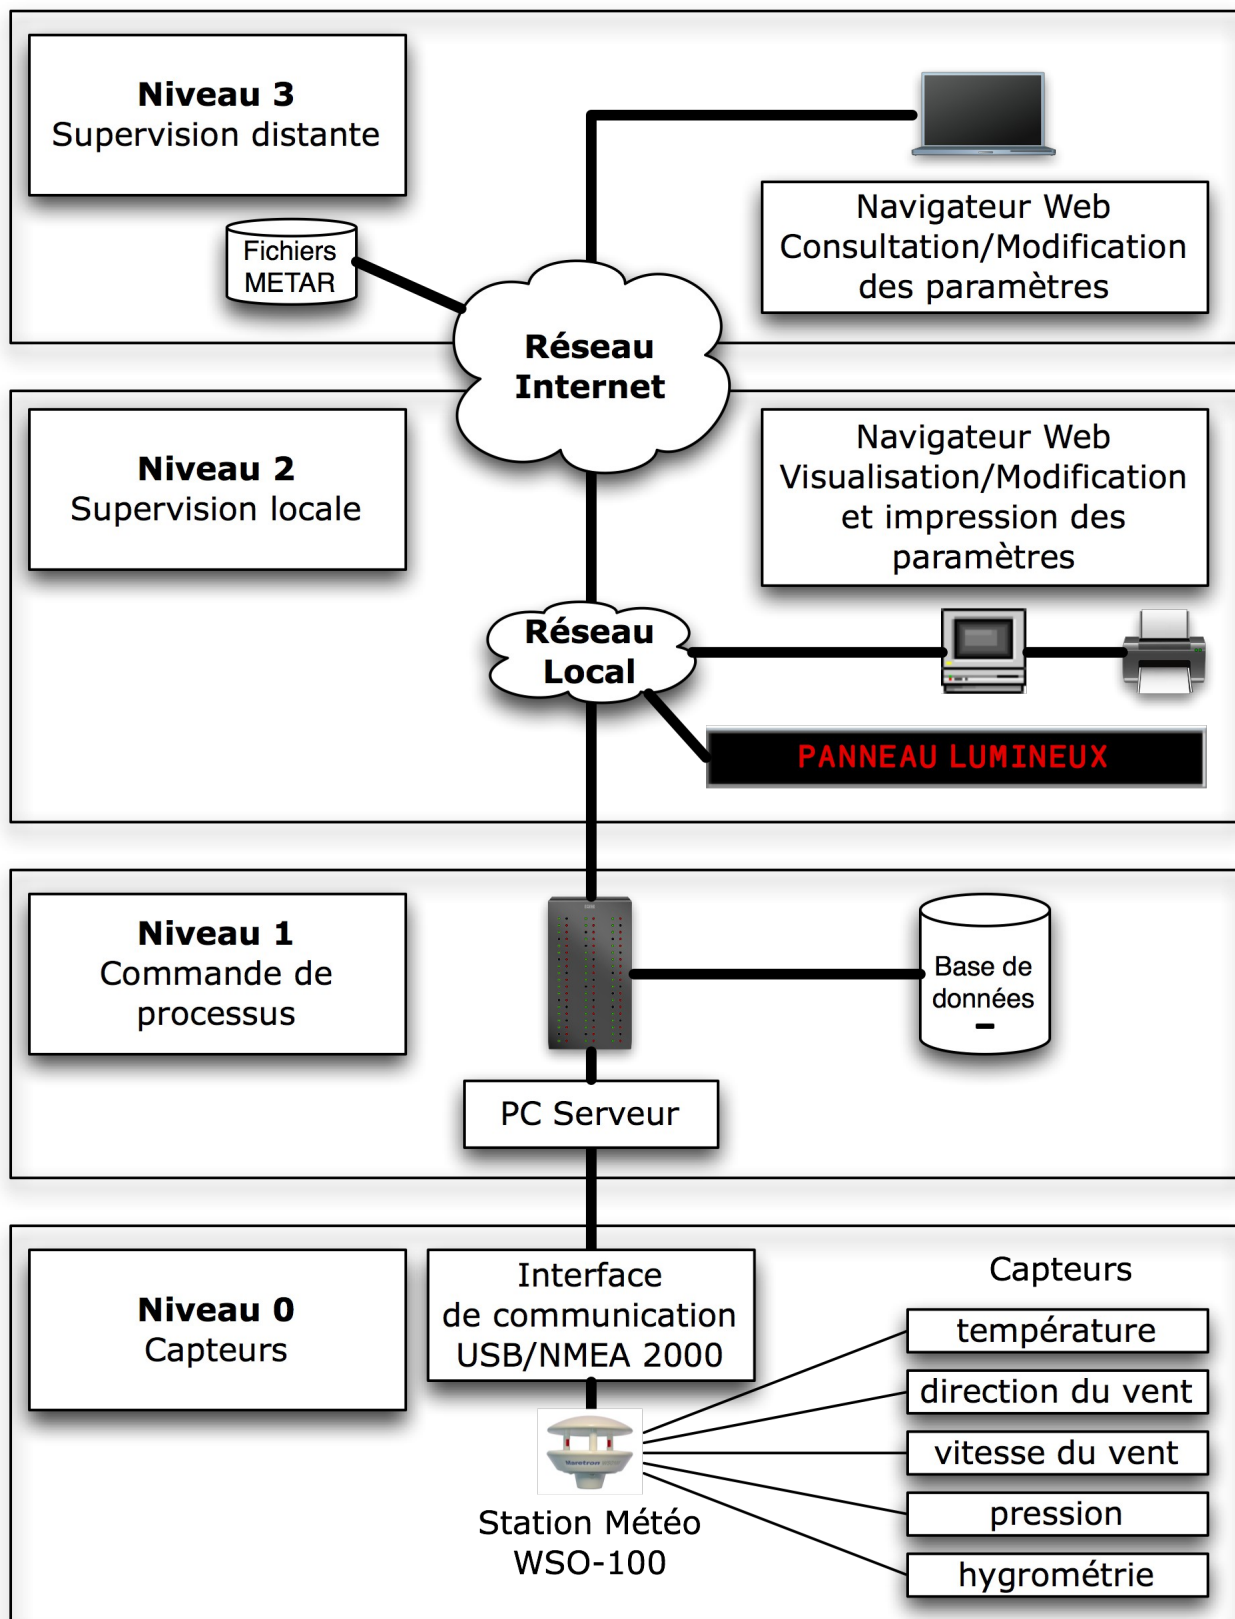 Niveau 3
Supervision distante
Fichiers
METAR
Navigateur Web
Consultation/Modification
des paramètres
Réseau
Internet
Niveau 2
Supervision locale
Navigateur Web
Visualisation/Modification
et impression des
paramètres
Réseau
Local
PANNEAU LUMINEUX
Niveau 1
Commande de
processus
Base de
données
PC Serveur
Niveau 0
Capteurs
Interface
de communication
USB/NMEA 2000
Maretron
Station Météo
WSO-100
Capteurs
température
direction du vent
vitesse du vent
pression
hygrométrie